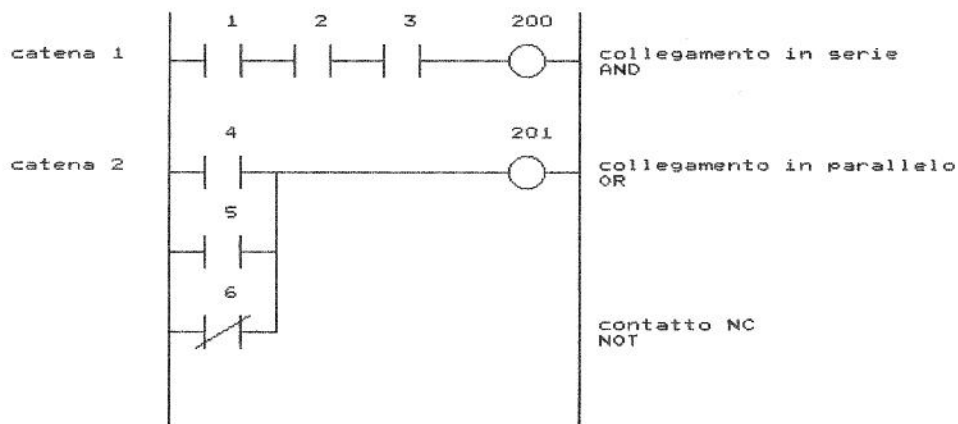 1 2 3 200
catena 1
collegamento in serie
AND
4 201
catena 2
collegamento in parallelo
OR
5
6
contatto NC
NOT